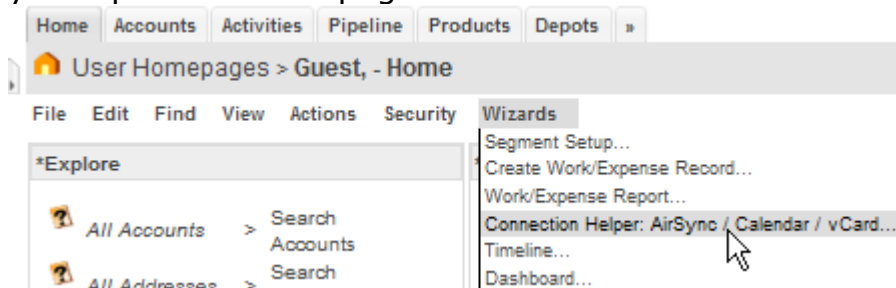 Home Accounts Activities Pipeline Products Depots »
User Homepages > Guest, - Home
File Edit Find View Actions Security Wizards
*Explore
All Accounts > Search Accounts
All Addresses > Search
Segment Setup...
Create Work/Expense Record...
Work/Expense Report...
Connection Helper: AirSync / Calendar / vCard...
Timeline...
Dashboard...